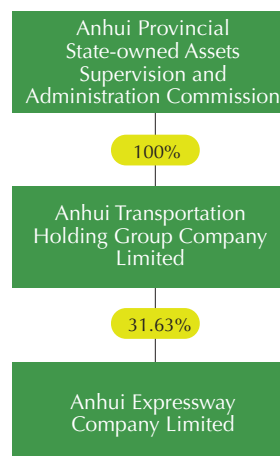 Anhui Provincial
State-owned Assets
Supervision and
Administration Commission
100%
Anhui Transportation
Holding Group Company
Limited
31.63%
Anhui Expressway
Company Limited